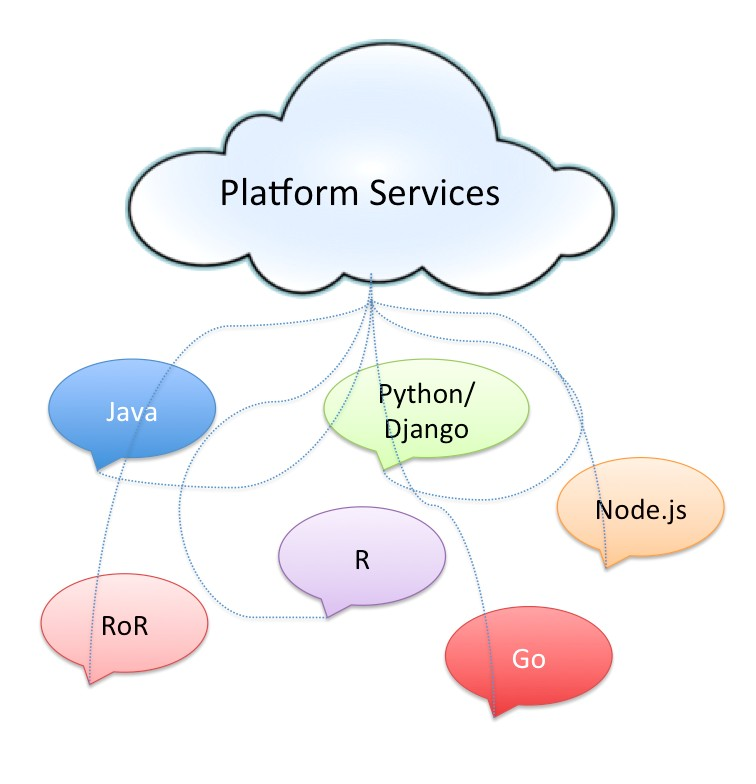 Platform Services
Java
Python/
Django
Node.js
R
RoR
Go